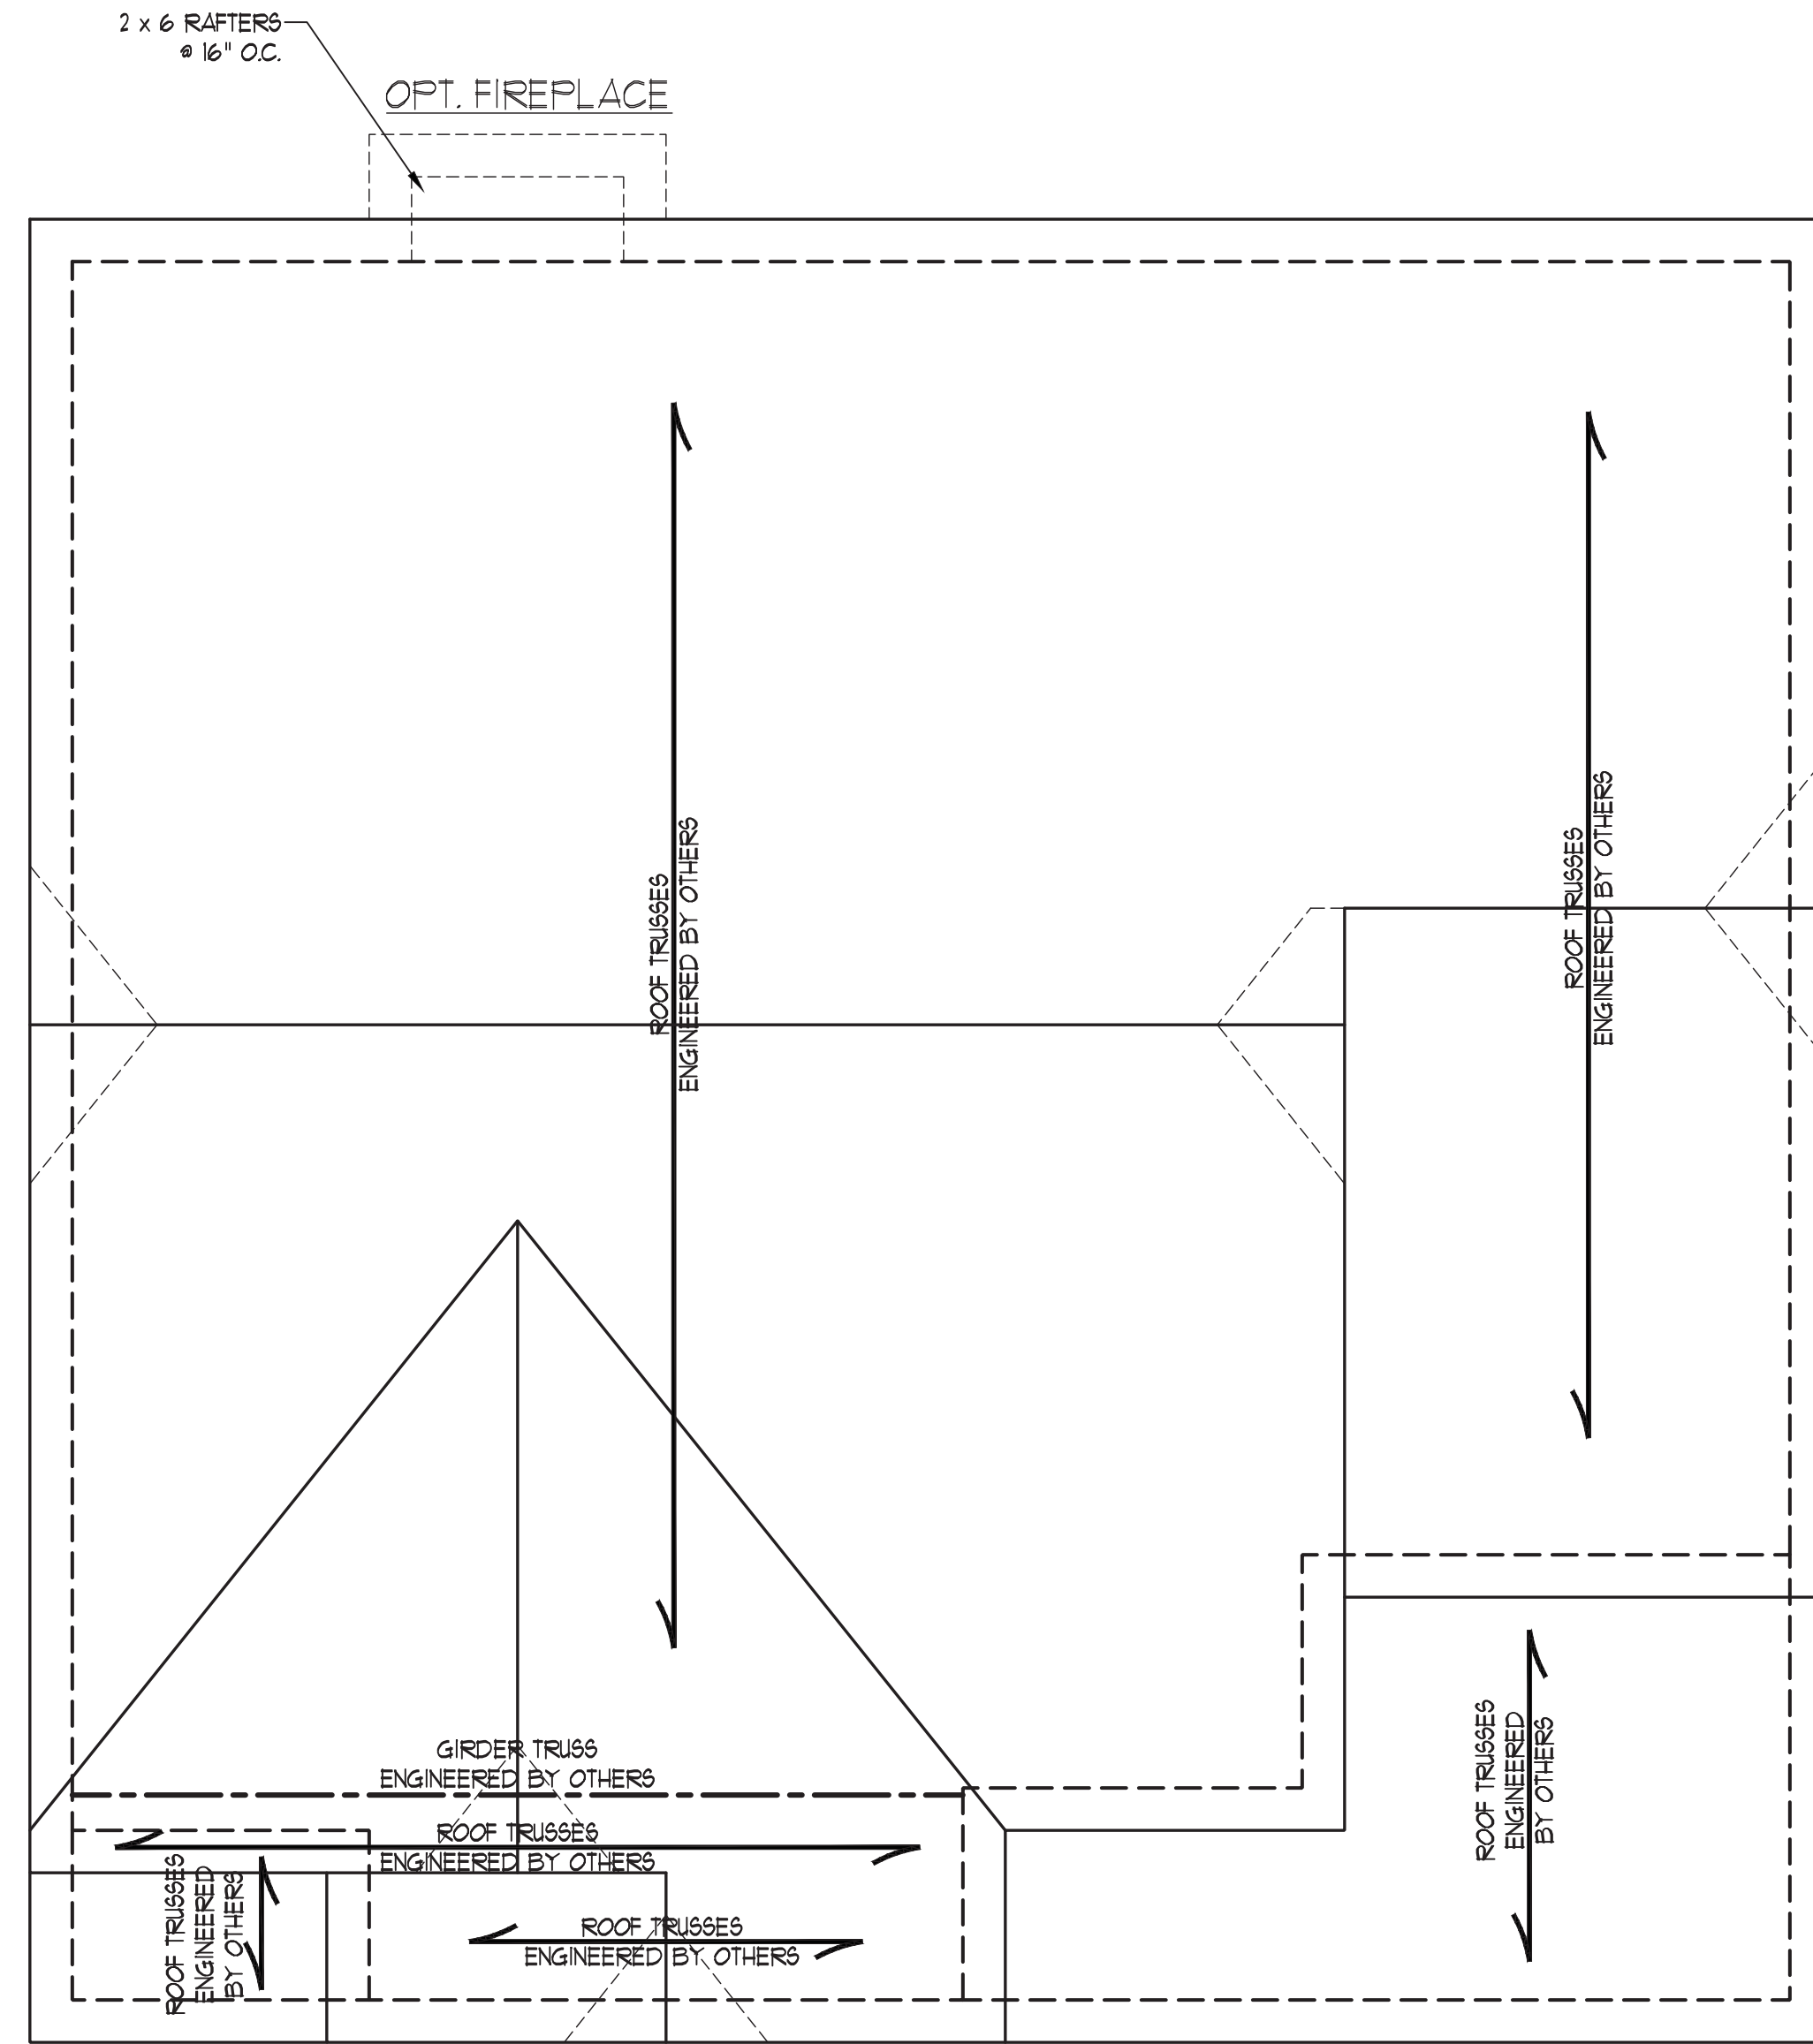 2 x 6 RAFTERS
@ 16" O.C.
OPT. FIREPLACE
ROOF TRUSSES
ENGINEERED BY OTHERS
ROOF TRUSSES
ENGINEERED BY OTHERS
GIRDER TRUSS
ENGINEERED BY OTHERS
ROOF TRUSSES
ENGINEERED BY OTHERS
ROOF TRUSSES
ENGINEERED
BY OTHERS
ROOF TRUSSES
ENGINEERED BY OTHERS
ROOF TRUSSES
ENGINEERED
BY OTHERS